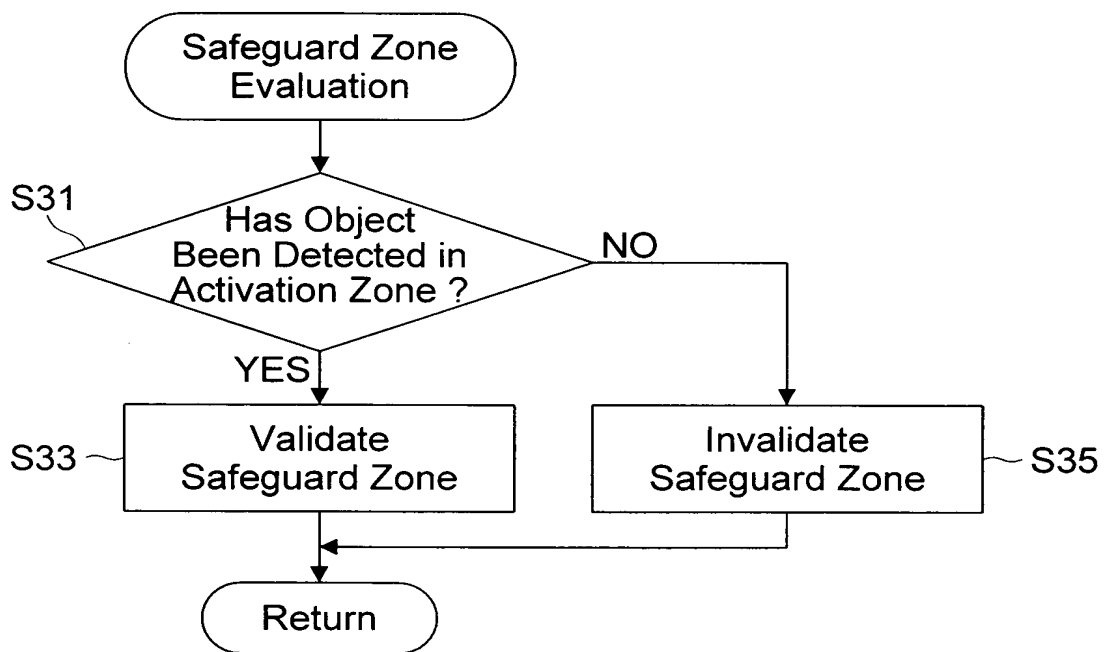 Safeguard Zone
Evaluation
S31
Has Object
Been Detected in
Activation Zone ?
NO
YES
S33
Validate
Safeguard Zone
Invalidate
Safeguard Zone
S35
Return